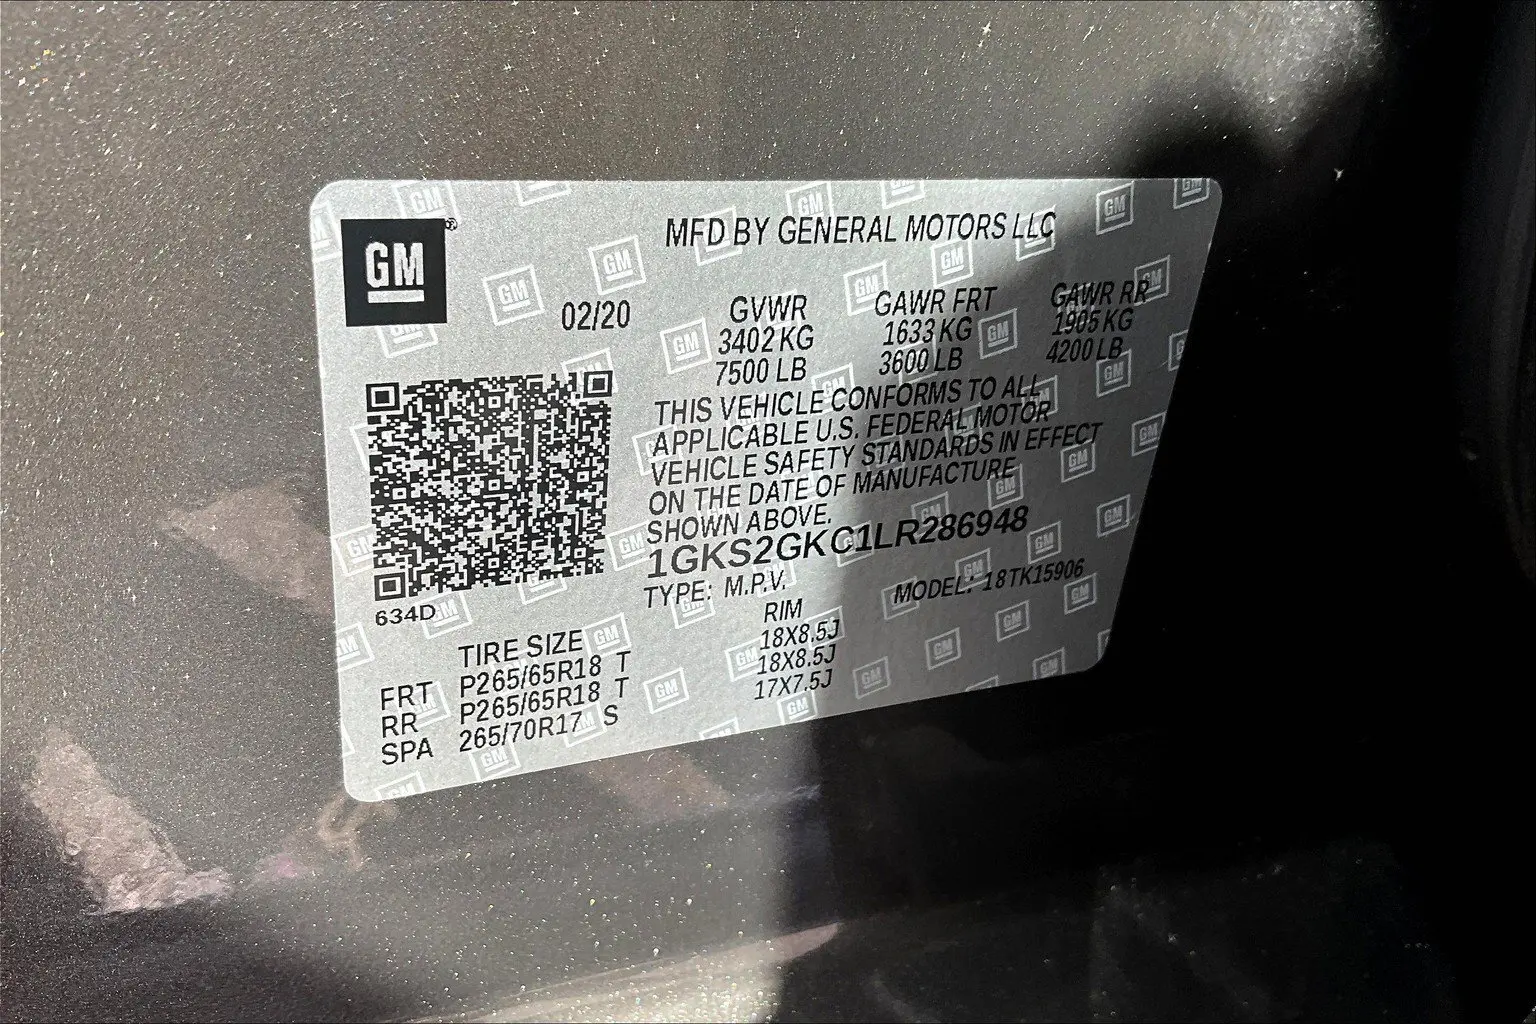 GM
MFD BY GENERAL MOTORS LLC
02/20
GVWR GAWR FRT GAWR RR
3402 KG 1633 KG 1905 KG
7500 LB 3600 LB 4200 LB
THIS VEHICLE CONFORMS TO ALL
APPLICABLE U.S. FEDERAL MOTOR
VEHICLE SAFETY STANDARDS IN EFFECT
ON THE DATE OF MANUFACTURE
SHOWN ABOVE.
1GKS2GKC1LR286948
TYPE: M.P.V. MODEL: 18TK15906
634D
TIRE SIZE RIM
FRT P265/65R18 T 18X8.5J
RR P265/65R18 T 18X8.5J
SPA 265/70R17 S 17X7.5J